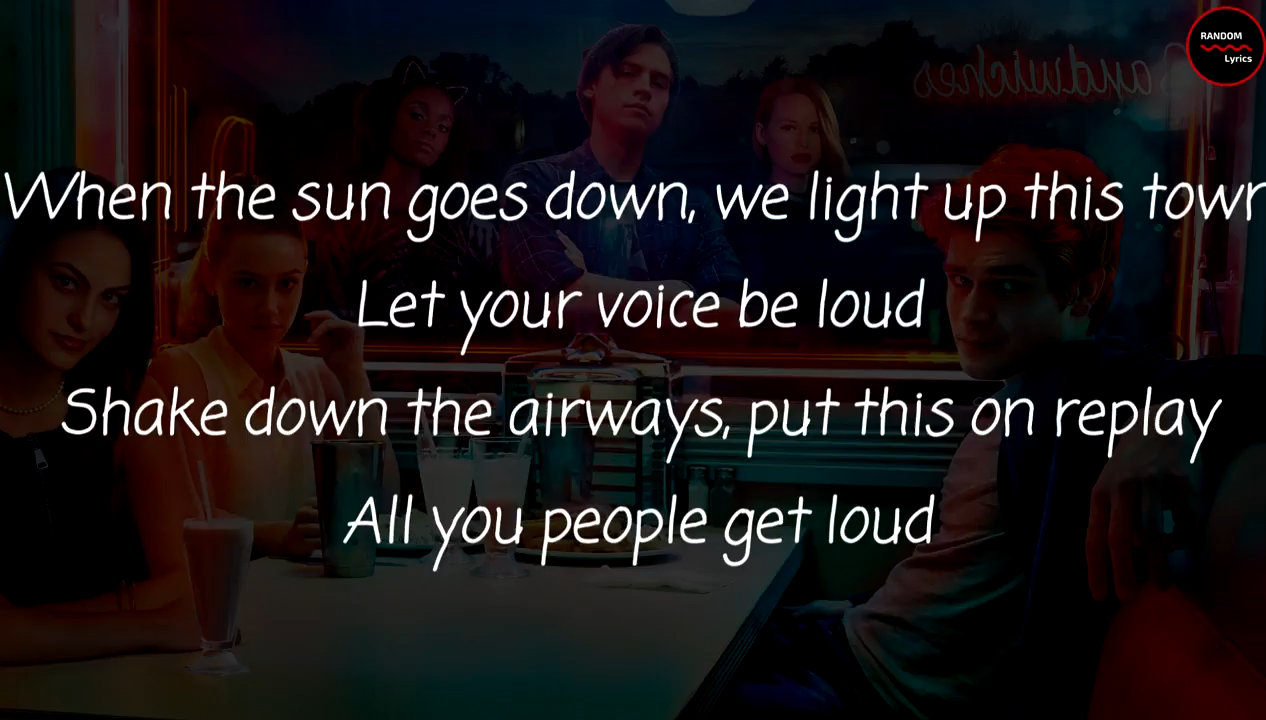 RANDOM
Lyrics
Sandwiches
When the sun goes down, we light up this town
Let your voice be loud
Shake down the airways, put this on replay
All you people get loud